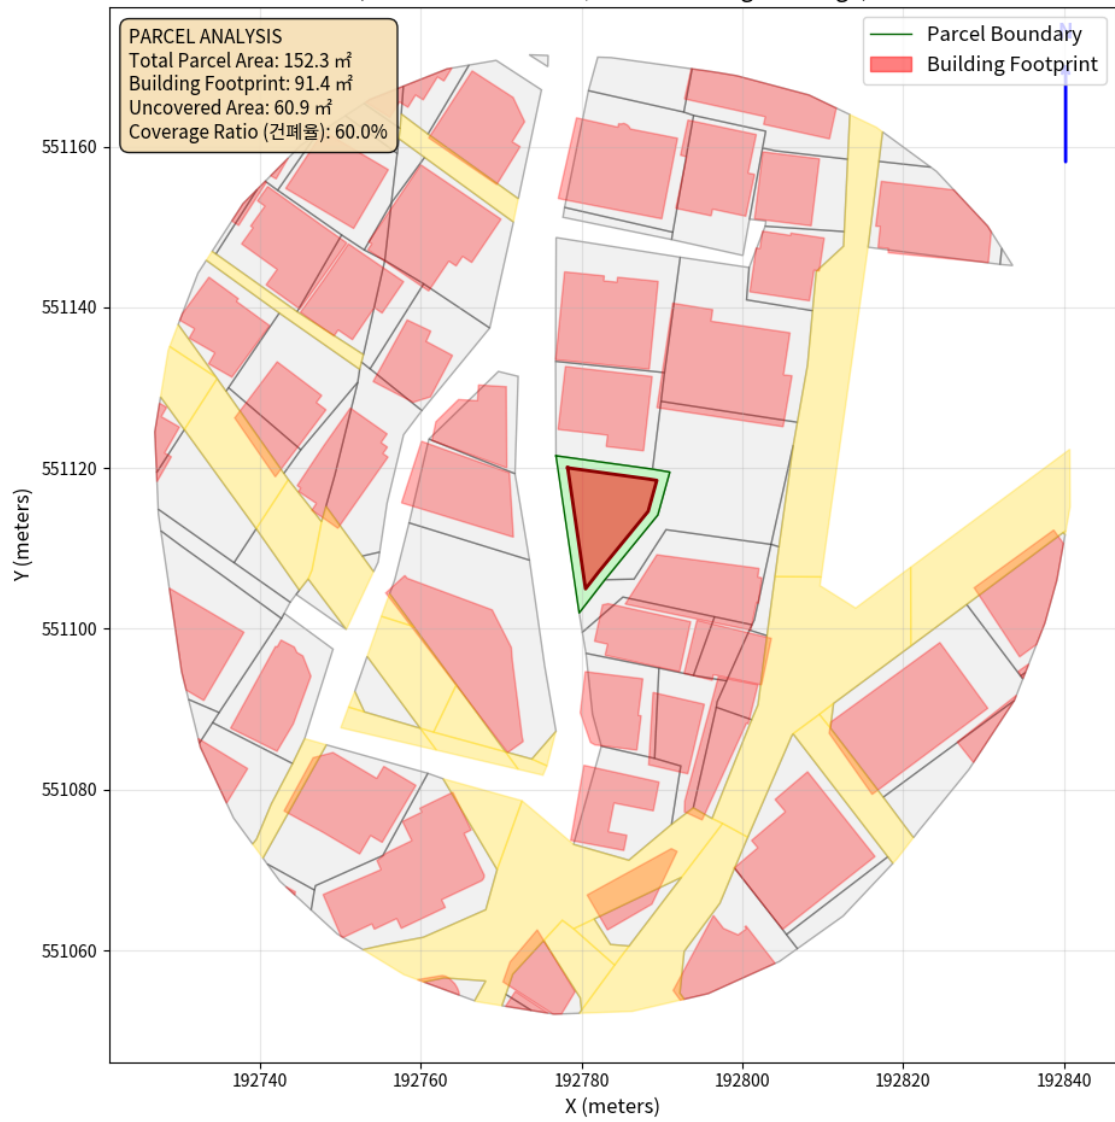 PARCEL ANALYSIS
Total Parcel Area: 152.3 ㎡
Building Footprint: 91.4 ㎡
Uncovered Area: 60.9 ㎡
Coverage Ratio (건폐율): 60.0%
Parcel Boundary
Building Footprint
N
551160
551140
551120
551100
551080
551060
Y (meters)
192740
192760
192780
192800
192820
192840
X (meters)